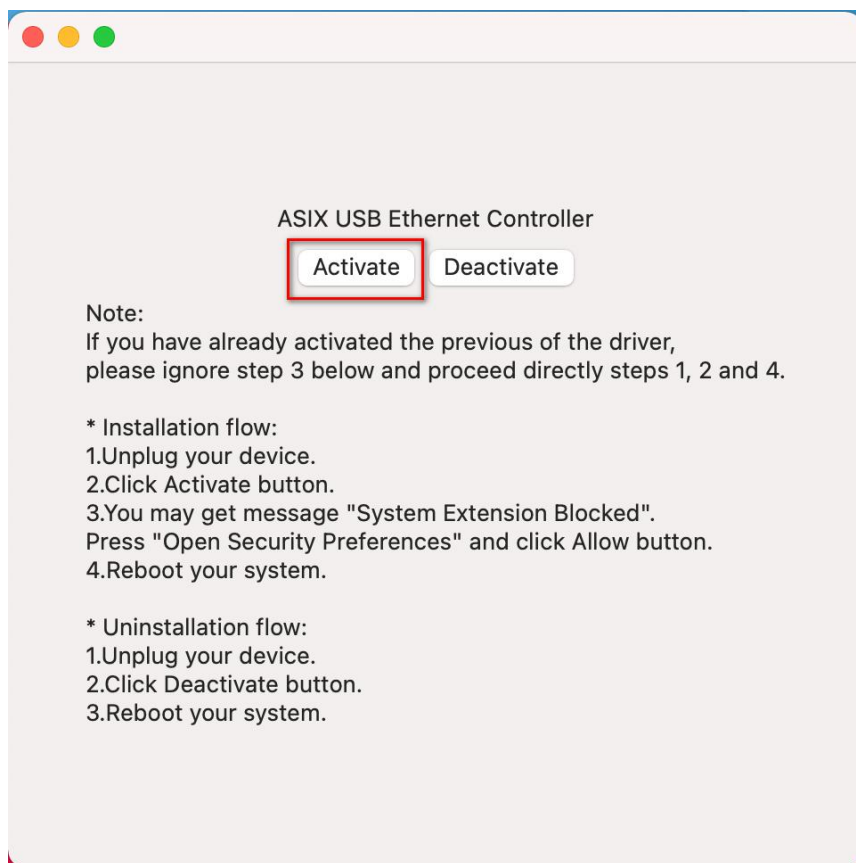 ASIX USB Ethernet Controller
Activate Deactivate
Note:
If you have already activated the previous of the driver,
please ignore step 3 below and proceed directly steps 1, 2 and 4.
* Installation flow:
1.Unplug your device.
2.Click Activate button.
3.You may get message "System Extension Blocked".
Press "Open Security Preferences" and click Allow button.
4.Reboot your system.
* Uninstallation flow:
1.Unplug your device.
2.Click Deactivate button.
3.Reboot your system.